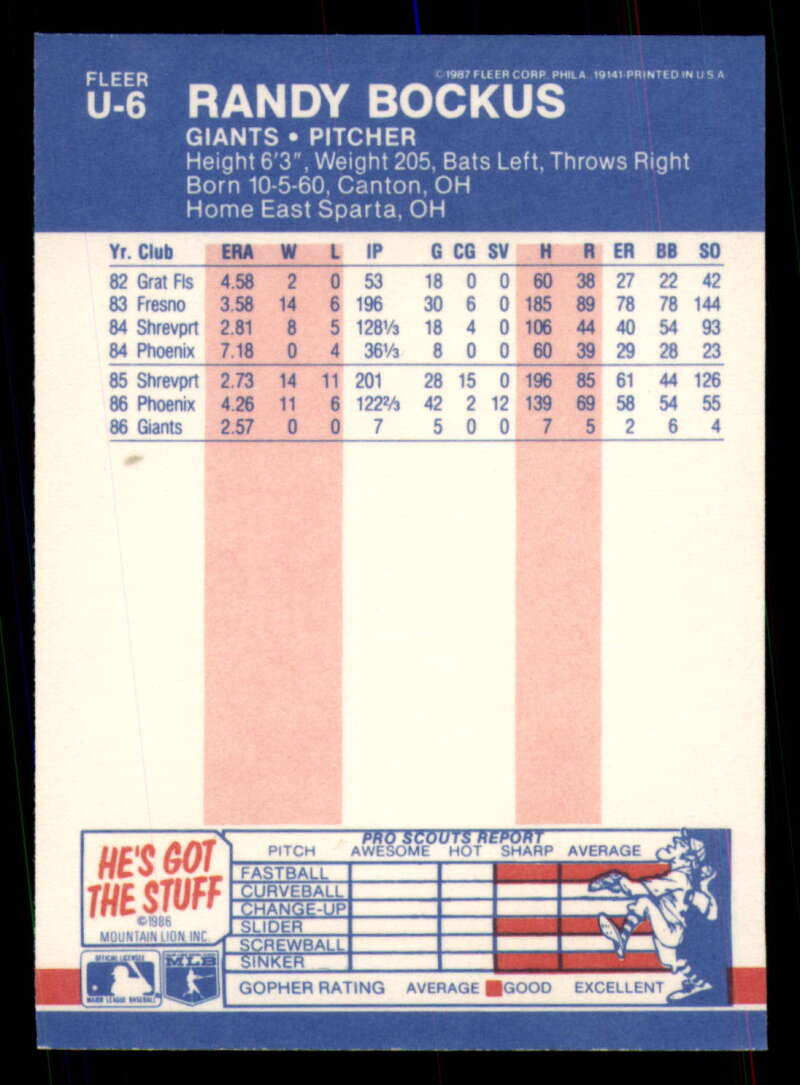 ©1987 FLEER CORP. PHILA. 19141-PRINTED IN U S A
FLEER
U-6
RANDY BOCKUS
GIANTS • PITCHER
Height 6'3", Weight 205, Bats Left, Throws Right
Born 10-5-60, Canton, OH
Home East Sparta, OH
Yr. Club ERA W L IP G CG SV H R ER BB SO
82 Grat Fls 4.58 2 0 53 18 0 0 60 38 27 22 42
83 Fresno 3.58 14 6 196 30 6 0 185 89 78 78 144
84 Shrevprt 2.81 8 5 128⅓ 18 4 0 106 44 40 54 93
84 Phoenix 7.18 0 4 36⅓ 8 0 0 60 39 29 28 23
85 Shrevprt 2.73 14 11 201 28 15 0 196 85 61 44 126
86 Phoenix 4.26 11 6 122⅔ 42 2 12 139 69 58 54 55
86 Giants 2.57 0 0 7 5 0 0 7 5 2 6 4
HE'S GOT
THE STUFF
©1986
MOUNTAIN LION, INC.
OFFICIAL LICENSEE
MAJOR LEAGUE BASEBALL
MLB
PRO SCOUTS REPORT
PITCH AWESOME HOT SHARP AVERAGE
FASTBALL
CURVEBALL
CHANGE-UP
SLIDER
SCREWBALL
SINKER
GOPHER RATING AVERAGE GOOD EXCELLENT